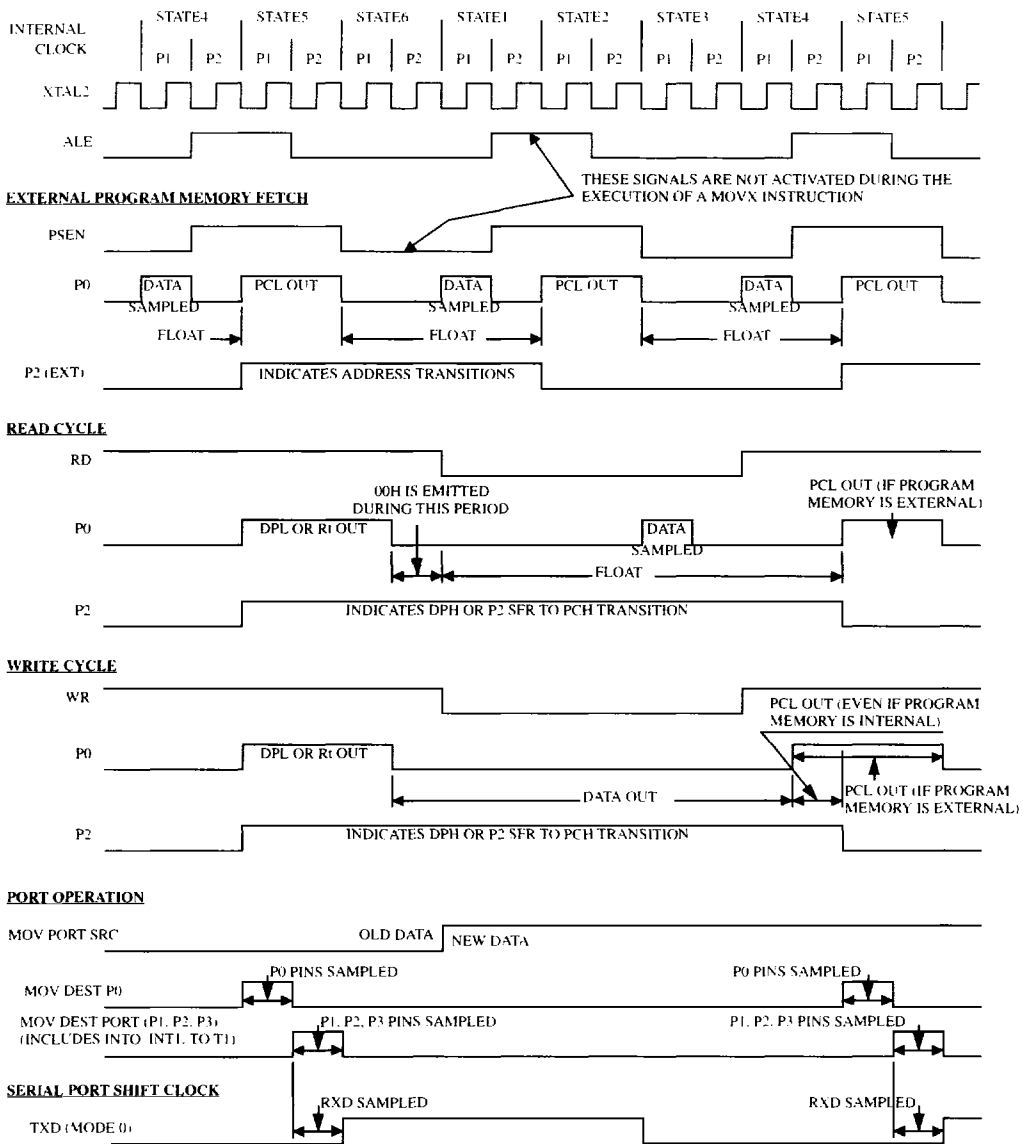 INTERNAL CLOCK
STATE4 STATE5 STATE6 STATE1 STATE2 STATE3 STATE4 STATE5
P1 P2 P1 P2 P1 P2 P1 P2 P1 P2 P1 P2 P1 P2 P1 P2
XTAL2
ALE
THESE SIGNALS ARE NOT ACTIVATED DURING THE
EXECUTION OF A MOVX INSTRUCTION
EXTERNAL PROGRAM MEMORY FETCH
PSEN
P0 DATA SAMPLED PCL OUT DATA SAMPLED PCL OUT DATA SAMPLED PCL OUT
FLOAT FLOAT FLOAT
P2 (EXT) INDICATES ADDRESS TRANSITIONS
READ CYCLE
RD
00H IS EMITTED
DURING THIS PERIOD
PCL OUT (IF PROGRAM
MEMORY IS EXTERNAL)
P0 DPL OR Rt OUT DATA SAMPLED
FLOAT
P2 INDICATES DPH OR P2 SFR TO PCH TRANSITION
WRITE CYCLE
WR
PCL OUT (EVEN IF PROGRAM
MEMORY IS INTERNAL)
P0 DPL OR Rt OUT
DATA OUT
PCL OUT (IF PROGRAM
MEMORY IS EXTERNAL)
P2 INDICATES DPH OR P2 SFR TO PCH TRANSITION
PORT OPERATION
MOV PORT SRC OLD DATA NEW DATA
P0 PINS SAMPLED P0 PINS SAMPLED
MOV DEST P0
MOV DEST PORT (P1, P2, P3)
(INCLUDES INTO INT1, TO T1)
P1, P2, P3 PINS SAMPLED P1, P2, P3 PINS SAMPLED
SERIAL PORT SHIFT CLOCK
RXD SAMPLED RXD SAMPLED
TXD (MODE 0)